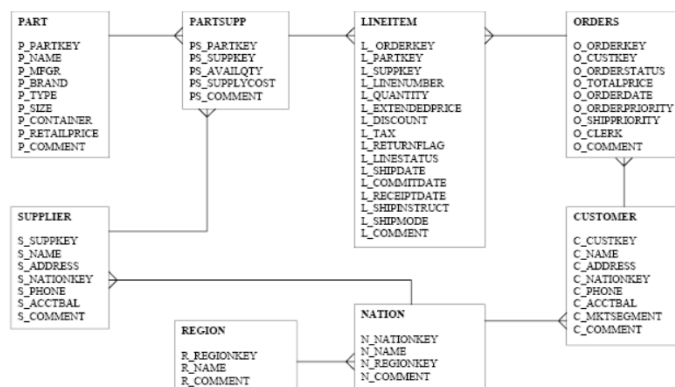 PART
P_PARTKEY
P_NAME
P_MFGR
P_BRAND
P_TYPE
P_SIZE
P_CONTAINER
P_RETAILPRICE
P_COMMENT
PARTSUPP
PS_PARTKEY
PS_SUPPKEY
PS_AVAILQTY
PS_SUPPLYCOST
PS_COMMENT
LINEITEM
L_ORDERKEY
L_PARTKEY
L_SUPPKEY
L_LINENUMBER
L_QUANTITY
L_EXTENDEDPRICE
L_DISCOUNT
L_TAX
L_RETURNFLAG
L_LINESTATUS
L_SHIPDATE
L_COMMITDATE
L_RECEIPTDATE
L_SHIPINSTRUCT
L_SHIPMODE
L_COMMENT
ORDERS
O_ORDERKEY
O_CUSTKEY
O_ORDERSTATUS
O_TOTALPRICE
O_ORDERDATE
O_ORDERPRIORITY
O_SHIPPRIORITY
O_CLERK
O_COMMENT
SUPPLIER
S_SUPPKEY
S_NAME
S_ADDRESS
S_NATIONKEY
S_PHONE
S_ACCTBAL
S_COMMENT
CUSTOMER
C_CUSTKEY
C_NAME
C_ADDRESS
C_NATIONKEY
C_PHONE
C_ACCTBAL
C_MKTSEGMENT
C_COMMENT
REGION
R_REGIONKEY
R_NAME
R_COMMENT
NATION
N_NATIONKEY
N_NAME
N_REGIONKEY
N_COMMENT